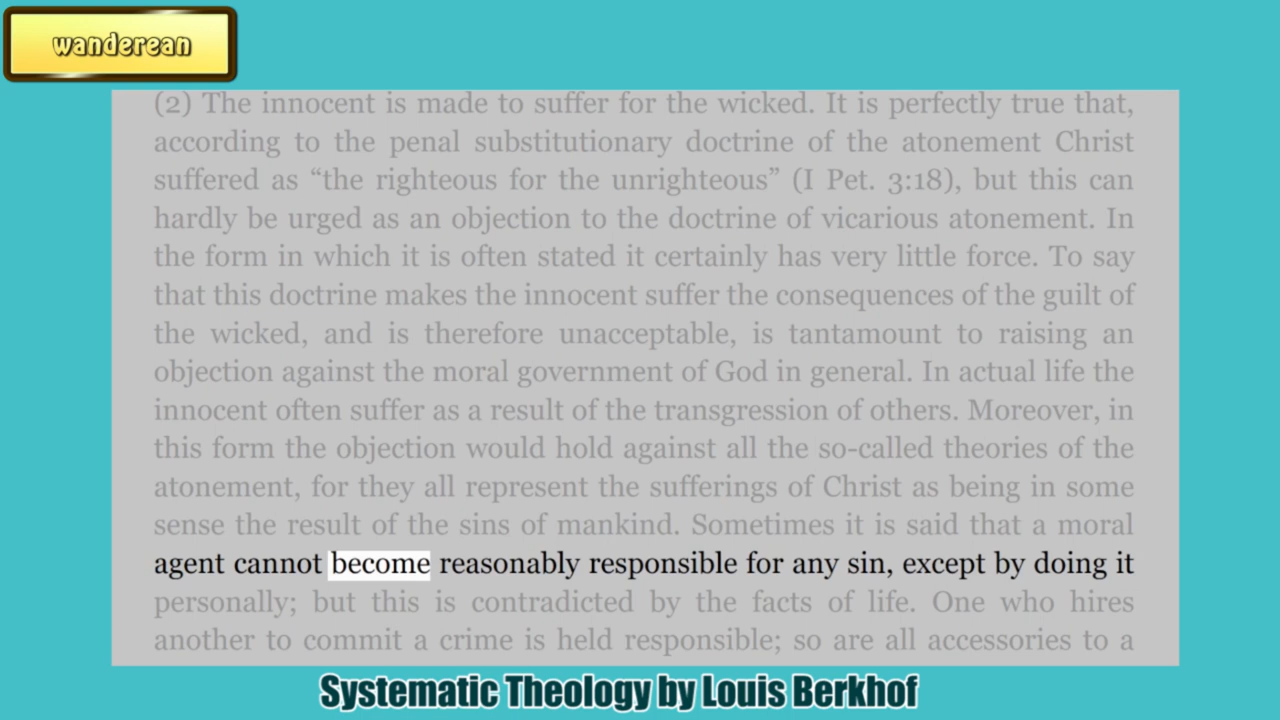 wanderean
(2) The innocent is made to suffer for the wicked. It is perfectly true that,
according to the penal substitutionary doctrine of the atonement Christ
suffered as “the righteous for the unrighteous” (I Pet. 3:18), but this can
hardly be urged as an objection to the doctrine of vicarious atonement. In
the form in which it is often stated it certainly has very little force. To say
that this doctrine makes the innocent suffer the consequences of the guilt of
the wicked, and is therefore unacceptable, is tantamount to raising an
objection against the moral government of God in general. In actual life the
innocent often suffer as a result of the transgression of others. Moreover, in
this form the objection would hold against all the so-called theories of the
atonement, for they all represent the sufferings of Christ as being in some
sense the result of the sins of mankind. Sometimes it is said that a moral
agent cannot become reasonably responsible for any sin, except by doing it
personally; but this is contradicted by the facts of life. One who hires
another to commit a crime is held responsible; so are all accessories to a
Systematic Theology by Louis Berkhof